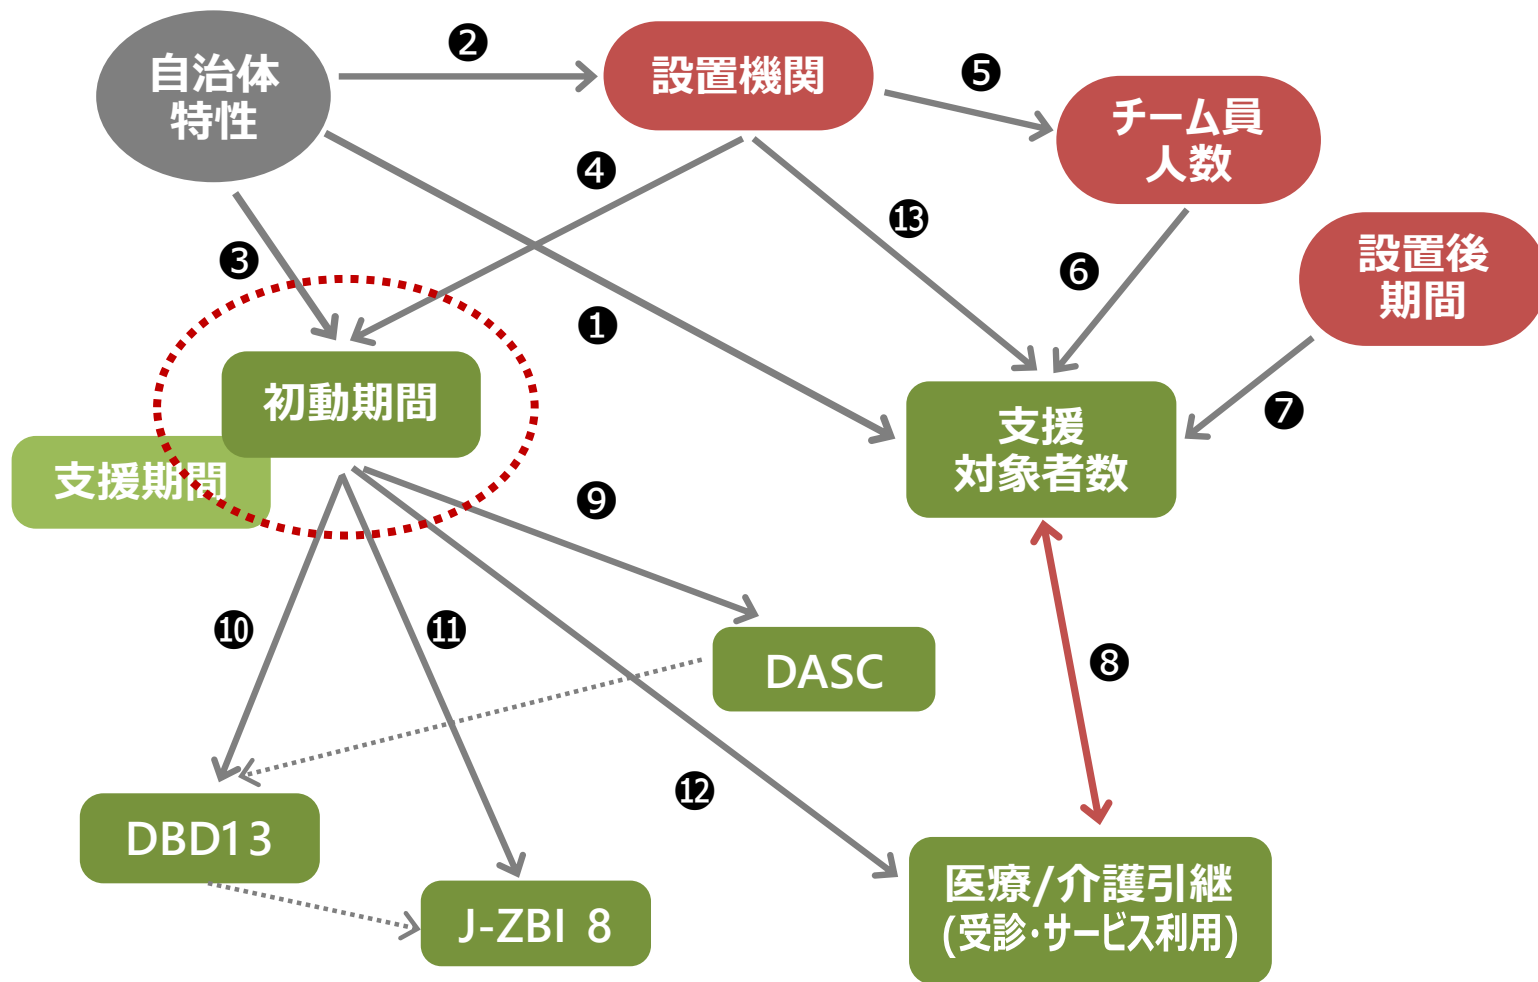 自治体
特性
❷
設置機関
❺
チーム員
人数
❹
⓭
❸
❻
設置後
期間
❶
初動期間
支援
対象者数
❼
支援期間
❾
❿
⓫
DASC
❽
⓬
DBD13
J-ZBI 8
医療/介護引継
(受診・サービス利用)